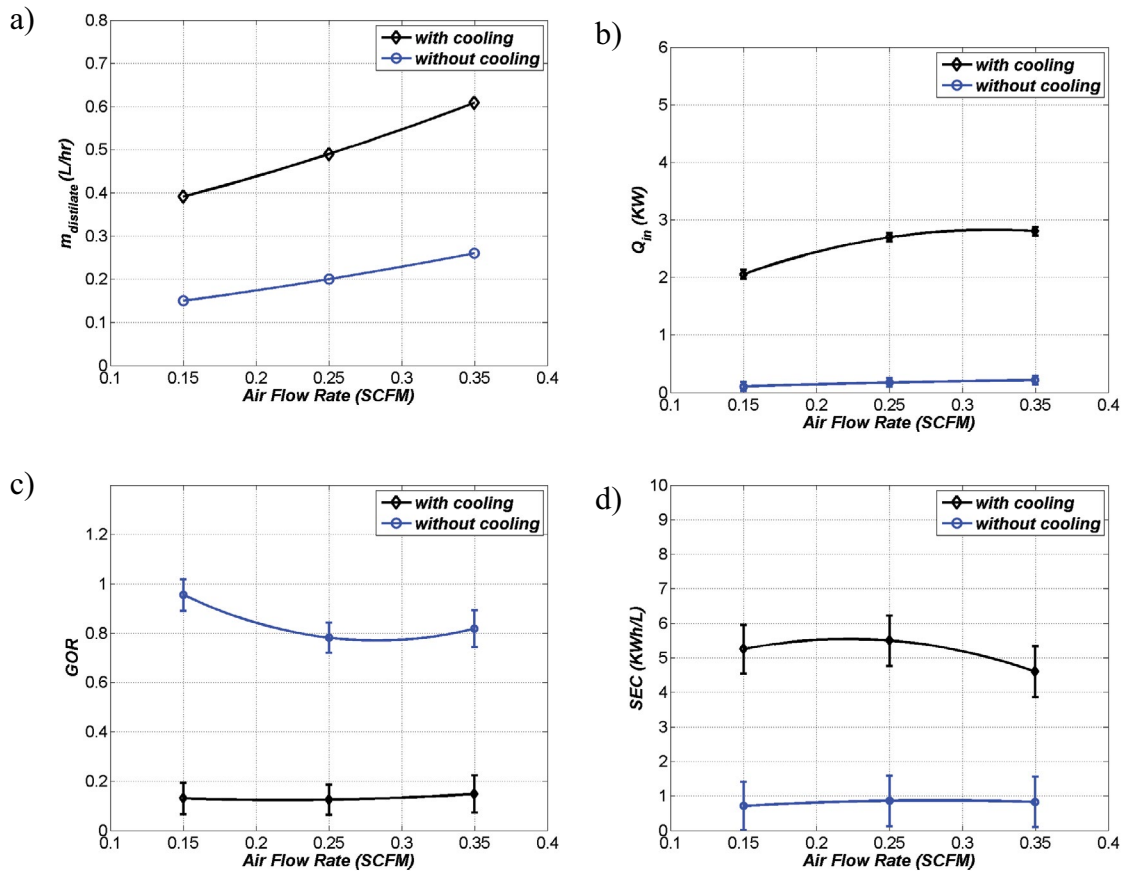 a)
0.8
0.7
0.6
0.5
0.4
0.3
0.2
0.1
0
m_distilate (L/hr)
with cooling
without cooling
0.1 0.15 0.2 0.25 0.3 0.35 0.4
Air Flow Rate (SCFM)
b)
6
5
4
3
2
1
0
Q_in (KW)
with cooling
without cooling
0.1 0.15 0.2 0.25 0.3 0.35 0.4
Air Flow Rate (SCFM)
c)
1.2
1
0.8
0.6
0.4
0.2
0
GOR
with cooling
without cooling
0.1 0.15 0.2 0.25 0.3 0.35 0.4
Air Flow Rate (SCFM)
d)
10
9
8
7
6
5
4
3
2
1
0
SEC (KWh/L)
with cooling
without cooling
0.1 0.15 0.2 0.25 0.3 0.35 0.4
Air Flow Rate (SCFM)